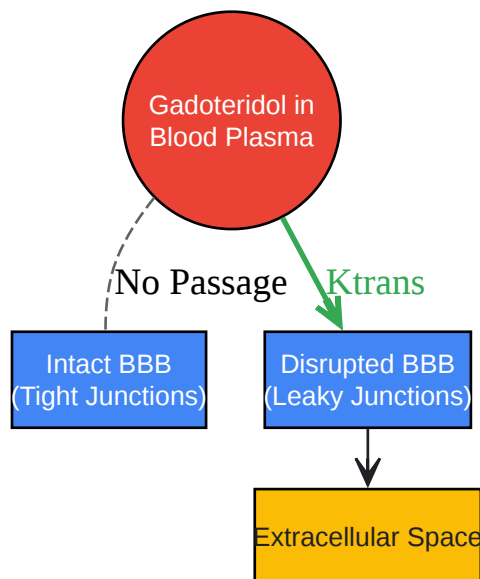 Gadoteridol in
Blood Plasma
No Passage
Ktrans
Intact BBB
(Tight Junctions)
Disrupted BBB
(Leaky Junctions)
Extracellular Space